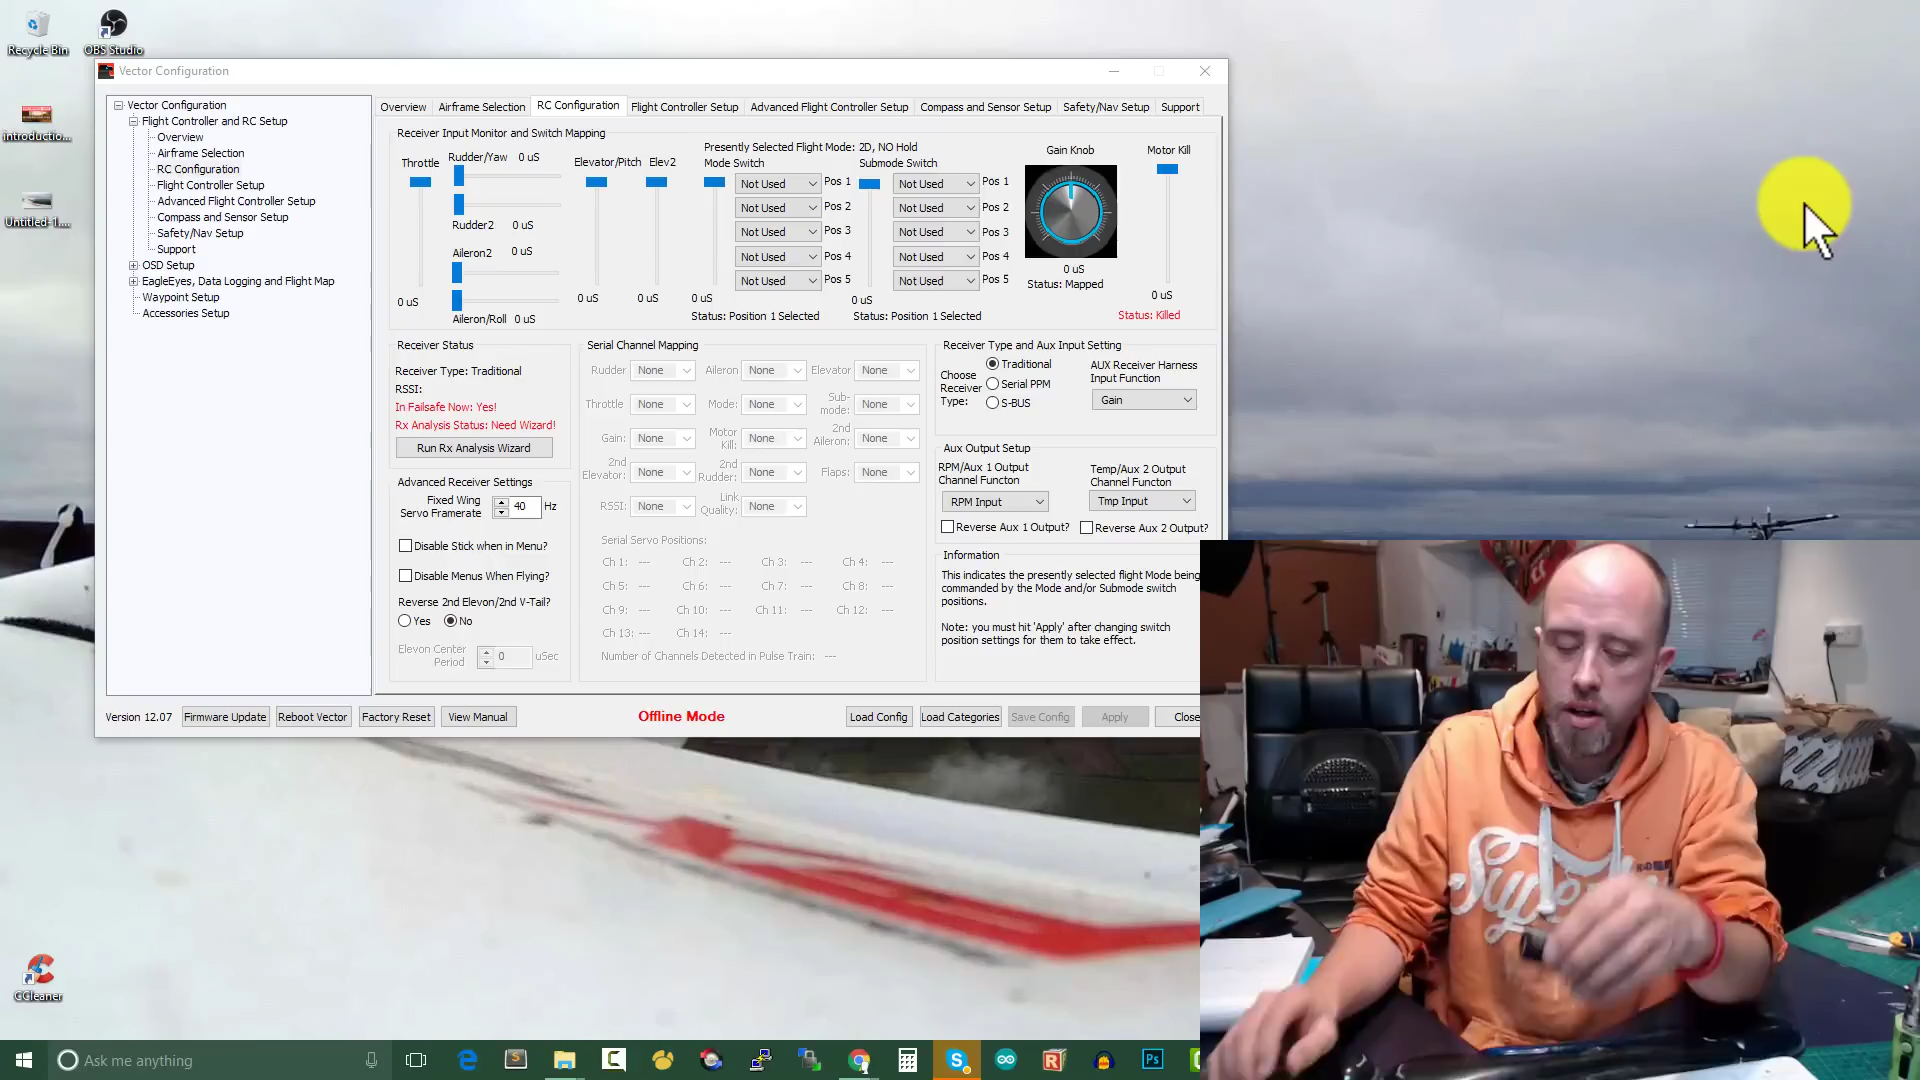 Recycle Bin
OBS Studio
introductio...
Untitled-1....
CCleaner
Vector Configuration
Vector Configuration
Flight Controller and RC Setup
Overview
Airframe Selection
RC Configuration
Flight Controller Setup
Advanced Flight Controller Setup
Compass and Sensor Setup
Safety/Nav Setup
Support
OSD Setup
EagleEyes, Data Logging and Flight Map
Waypoint Setup
Accessories Setup
Overview Airframe Selection RC Configuration Flight Controller Setup Advanced Flight Controller Setup Compass and Sensor Setup Safety/Nav Setup Support
Receiver Input Monitor and Switch Mapping
Throttle
0 uS
Rudder/Yaw 0 uS
Rudder2 0 uS
Aileron2 0 uS
Aileron/Roll 0 uS
Elevator/Pitch Elev2
0 uS 0 uS
Presently Selected Flight Mode: 2D, NO Hold
Mode Switch
Not Used Pos 1
Not Used Pos 2
Not Used Pos 3
Not Used Pos 4
Not Used Pos 5
0 uS
Status: Position 1 Selected
Submode Switch
Not Used Pos 1
Not Used Pos 2
Not Used Pos 3
Not Used Pos 4
Not Used Pos 5
0 uS
Status: Position 1 Selected
Gain Knob
0 uS
Status: Mapped
Motor Kill
0 uS
Status: Killed
Receiver Status
Receiver Type: Traditional
RSSI:
In Failsafe Now: Yes!
Rx Analysis Status: Need Wizard!
Run Rx Analysis Wizard
Advanced Receiver Settings
Fixed Wing
Servo Framerate 40 Hz
Disable Stick when in Menu?
Disable Menus When Flying?
Reverse 2nd Elevon/2nd V-Tail?
Yes No
Elevon Center
Period 0 uSec
Serial Channel Mapping
Rudder None Aileron None Elevator None
Throttle None Mode: None Sub-
mode: None
Gain: None Motor
Kill: None 2nd
Aileron: None
2nd
Elevator: None 2nd
Rudder: None Flaps: None
RSSI: None Link
Quality: None
Serial Servo Positions:
Ch 1: --- Ch 2: --- Ch 3: --- Ch 4: ---
Ch 5: --- Ch 6: --- Ch 7: --- Ch 8: ---
Ch 9: --- Ch 10: --- Ch 11: --- Ch 12: ---
Ch 13: --- Ch 14: ---
Number of Channels Detected in Pulse Train: ---
Receiver Type and Aux Input Setting
Choose
Receiver
Type:
Traditional
Serial PPM
S-BUS
AUX Receiver Harness
Input Function
Gain
Aux Output Setup
RPM/Aux 1 Output
Channel Functon
RPM Input
Temp/Aux 2 Output
Channel Functon
Tmp Input
Reverse Aux 1 Output? Reverse Aux 2 Output?
Information
This indicates the presently selected flight Mode being
commanded by the Mode and/or Submode switch
positions.
Note: you must hit 'Apply' after changing switch
position settings for them to take effect.
Version 12.07 Firmware Update Reboot Vector Factory Reset View Manual Offline Mode Load Config Load Categories Save Config Apply Close
Ask me anything